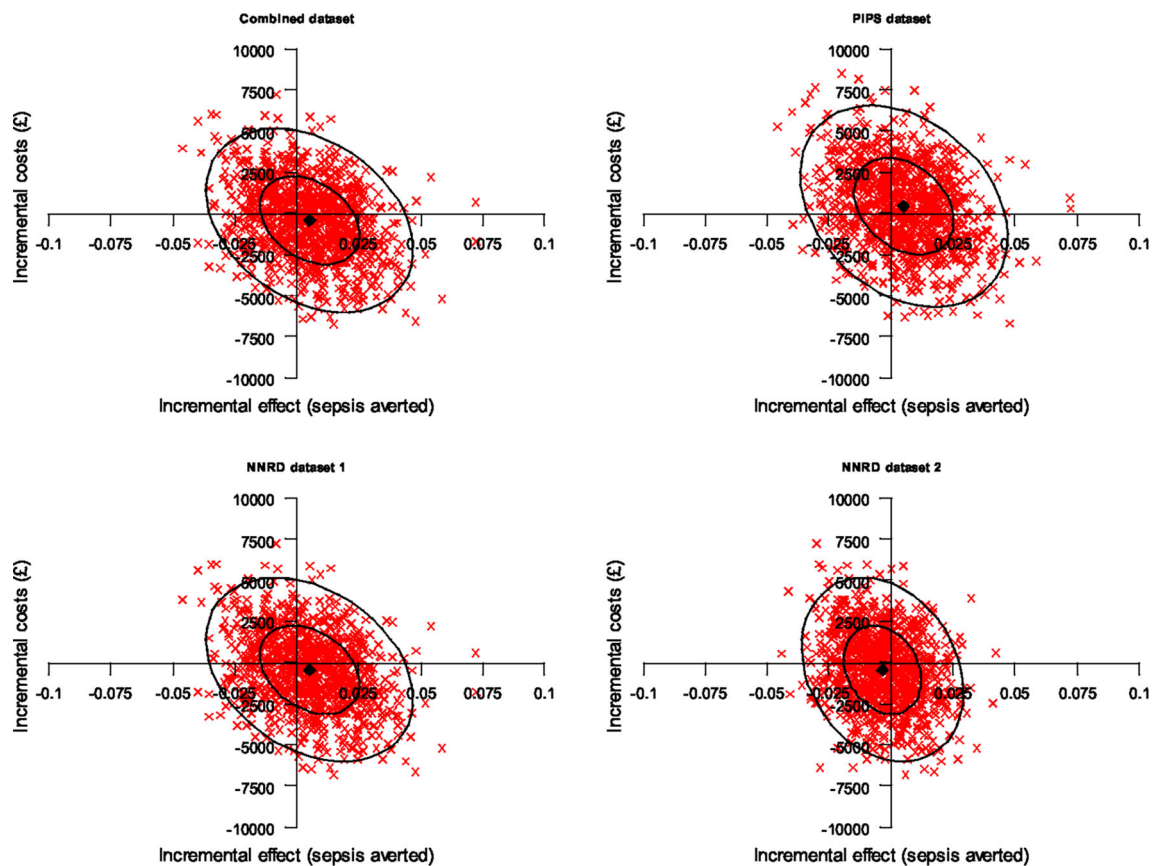 Combined dataset
10000
7500
5000
2500
-0.1 -0.075 -0.05 -0.025 0.025 0.05 0.075 0.1
-2500
-5000
-7500
-10000
Incremental costs (£)
Incremental effect (sepsis averted)
PIPS dataset
10000
7500
5000
2500
-0.1 -0.075 -0.05 -0.025 0.025 0.05 0.075 0.1
-2500
-5000
-7500
-10000
Incremental costs (£)
Incremental effect (sepsis averted)
NNRD dataset 1
10000
7500
5000
2500
-0.1 -0.075 -0.05 -0.025 0.025 0.05 0.075 0.1
-2500
-5000
-7500
-10000
Incremental costs (£)
Incremental effect (sepsis averted)
NNRD dataset 2
10000
7500
5000
2500
-0.1 -0.075 -0.05 -0.025 0.025 0.05 0.075 0.1
-2500
-5000
-7500
-10000
Incremental costs (£)
Incremental effect (sepsis averted)